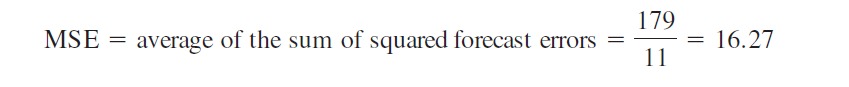 MSE = average of the sum of squared forecast errors = 179/11 = 16.27